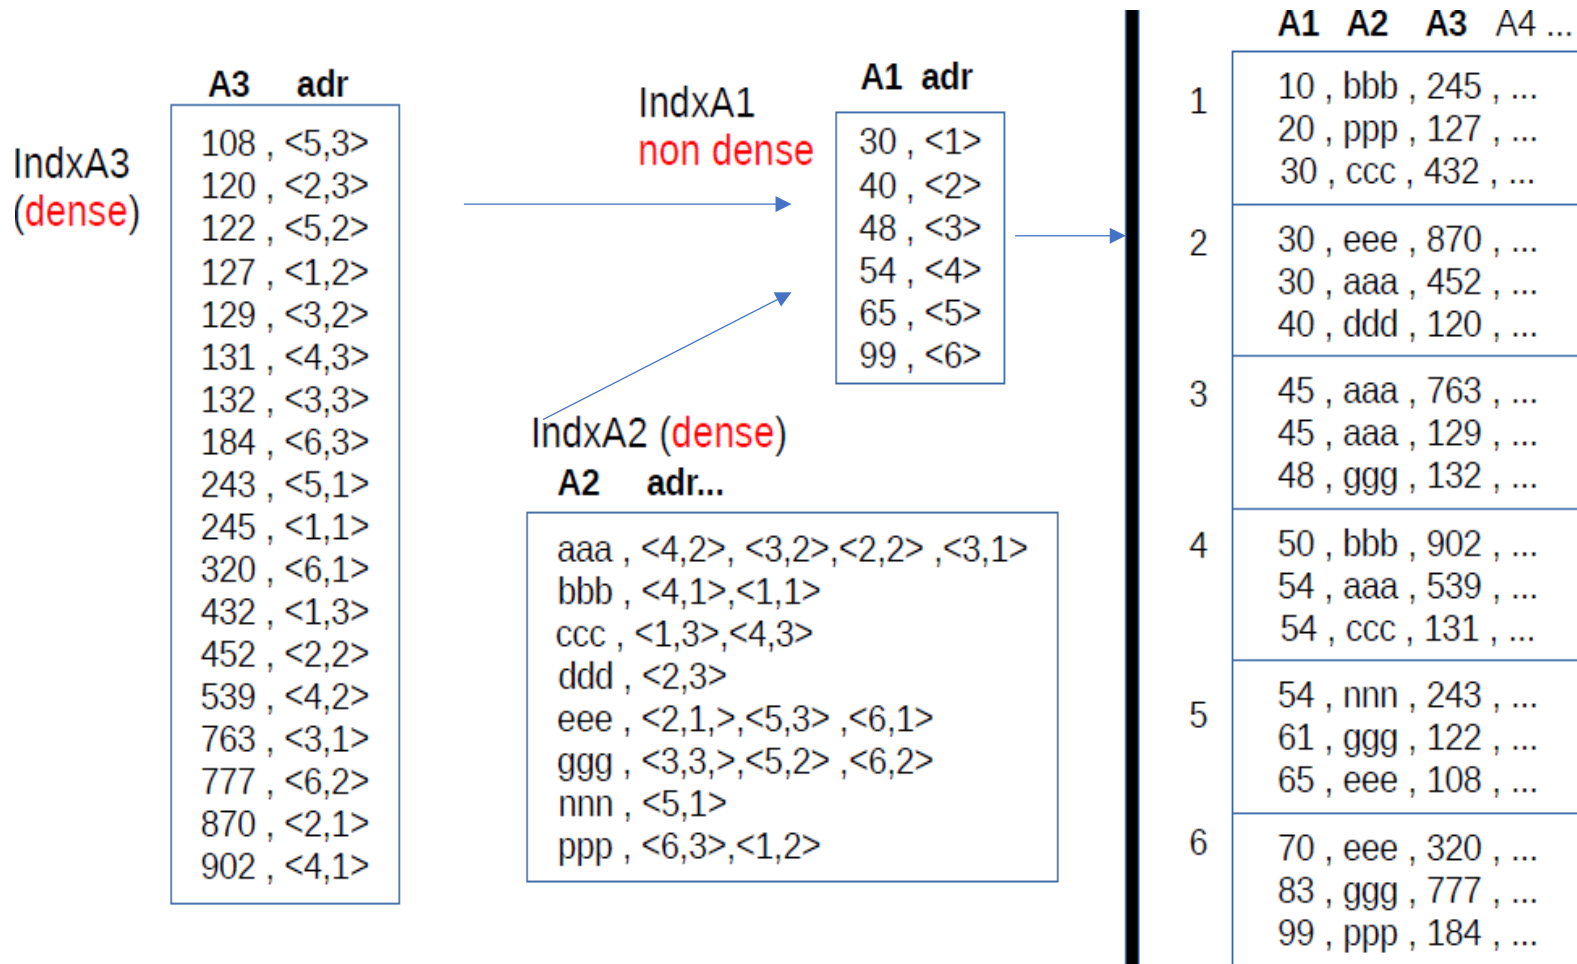 A3 adr
IndxA3
(dense)
108 , <5,3>
120 , <2,3>
122 , <5,2>
127 , <1,2>
129 , <3,2>
131 , <4,3>
132 , <3,3>
184 , <6,3>
243 , <5,1>
245 , <1,1>
320 , <6,1>
432 , <1,3>
452 , <2,2>
539 , <4,2>
763 , <3,1>
777 , <6,2>
870 , <2,1>
902 , <4,1>
IndxA1
non dense
A1 adr
30 , <1>
40 , <2>
48 , <3>
54 , <4>
65 , <5>
99 , <6>
IndxA2 (dense)
A2 adr...
aaa , <4,2>, <3,2>,<2,2> ,<3,1>
bbb , <4,1>,<1,1>
ccc , <1,3>,<4,3>
ddd , <2,3>
eee , <2,1,>,<5,3> ,<6,1>
ggg , <3,3,>,<5,2> ,<6,2>
nnn , <5,1>
ppp , <6,3>,<1,2>
A1 A2 A3 A4 ...
1
10 , bbb , 245 , ...
20 , ppp , 127 , ...
30 , ccc , 432 , ...
2
30 , eee , 870 , ...
30 , aaa , 452 , ...
40 , ddd , 120 , ...
3
45 , aaa , 763 , ...
45 , aaa , 129 , ...
48 , ggg , 132 , ...
4
50 , bbb , 902 , ...
54 , aaa , 539 , ...
54 , ccc , 131 , ...
5
54 , nnn , 243 , ...
61 , ggg , 122 , ...
65 , eee , 108 , ...
6
70 , eee , 320 , ...
83 , ggg , 777 , ...
99 , ppp , 184 , ...